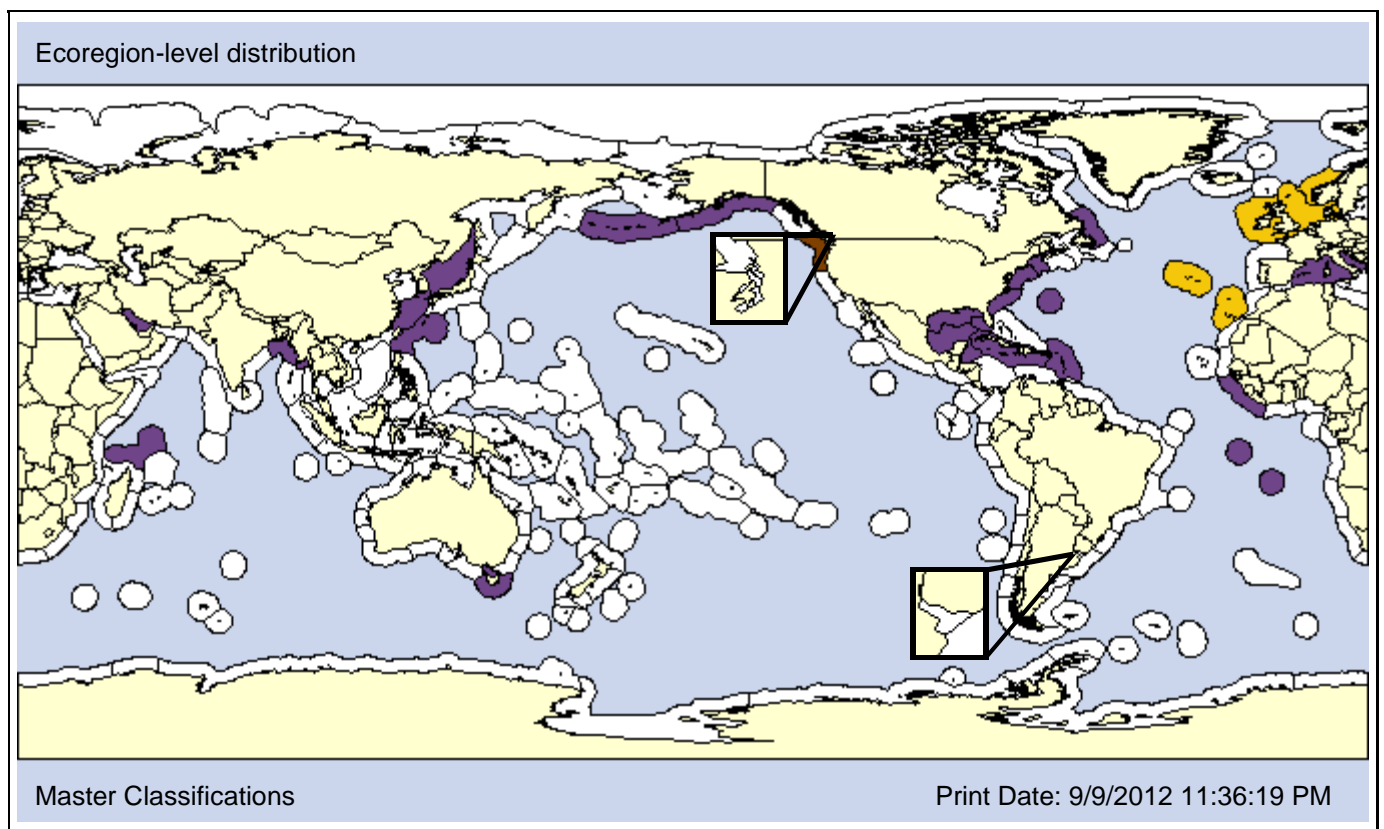 Ecoregion-level distribution
Master Classifications
Print Date: 9/9/2012 11:36:19 PM